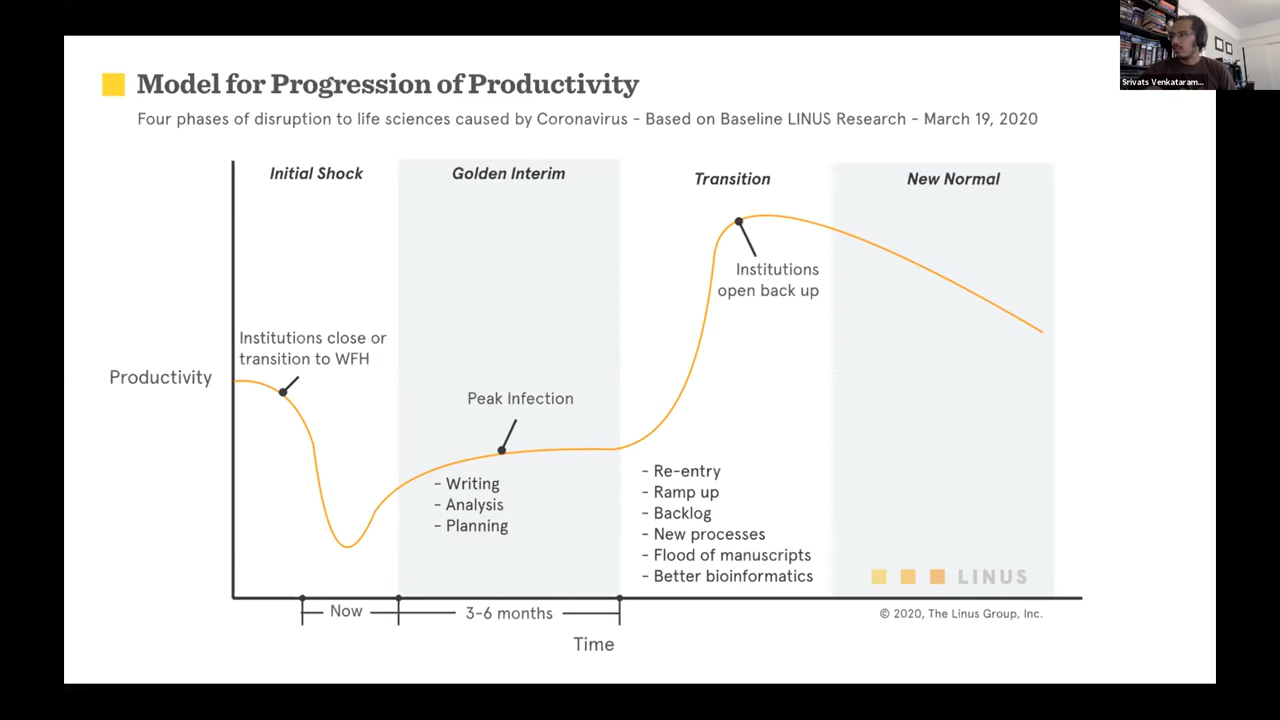 Srivats Venkataram...
Model for Progression of Productivity
Four phases of disruption to life sciences caused by Coronavirus - Based on Baseline LINUS Research - March 19, 2020
Initial Shock
Golden Interim
Transition
New Normal
Institutions close or
transition to WFH
Productivity
Peak Infection
Institutions
open back up
- Writing
- Analysis
- Planning
- Re-entry
- Ramp up
- Backlog
- New processes
- Flood of manuscripts
- Better bioinformatics
LINUS
Now
3-6 months
© 2020, The Linus Group, Inc.
Time